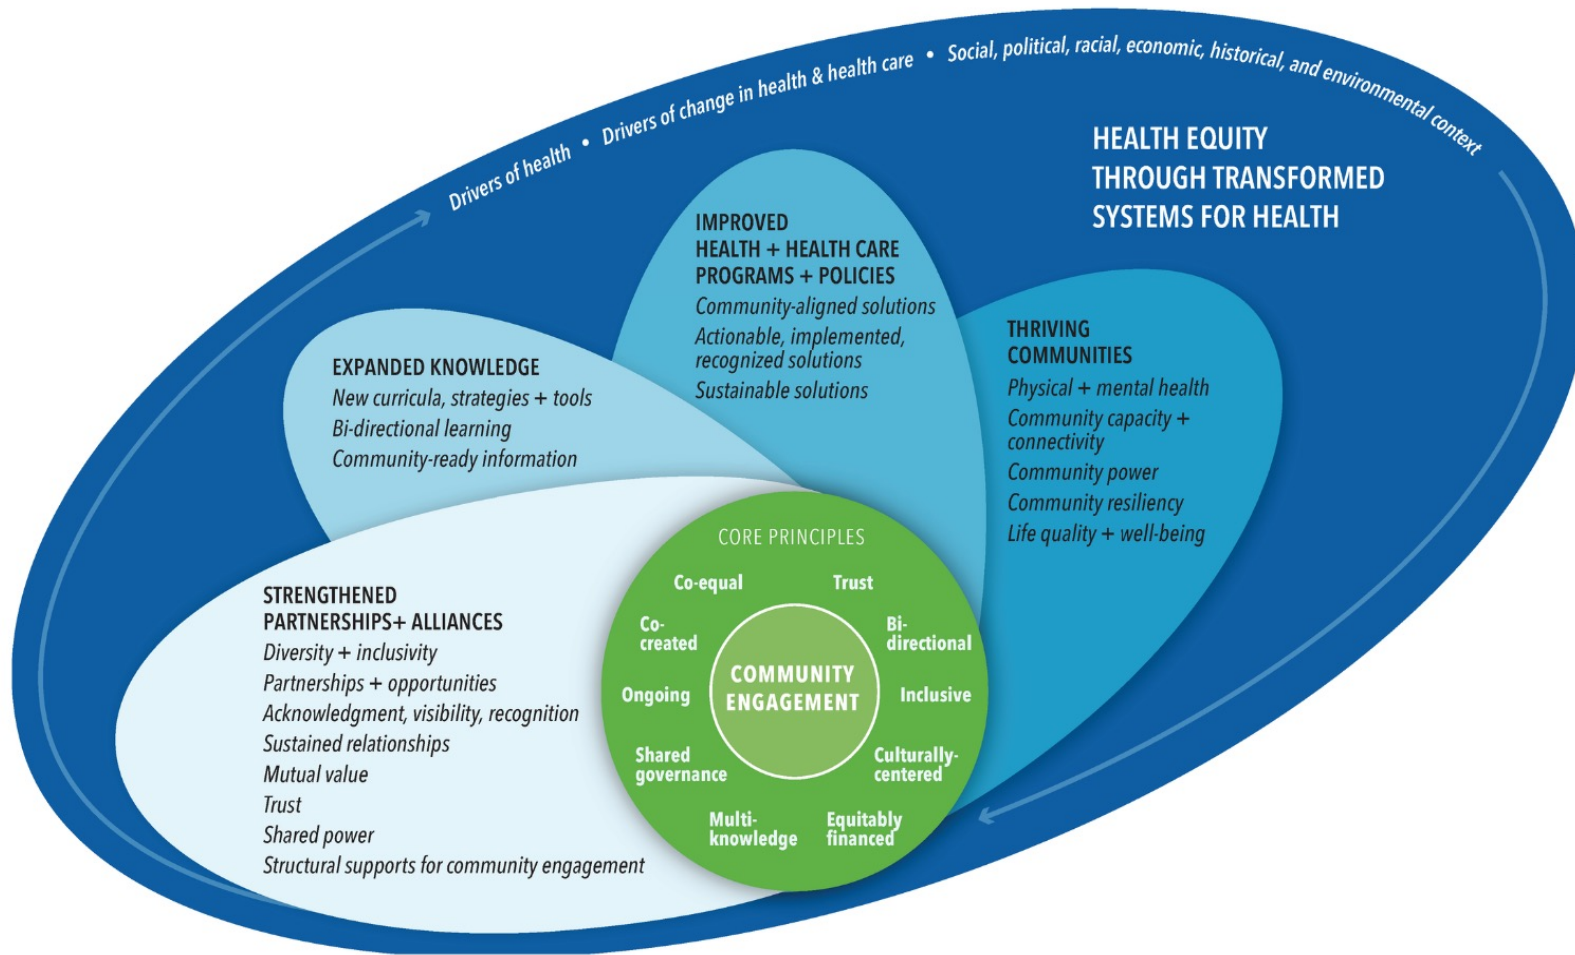 Drivers of health • Drivers of change in health & health care • Social, political, racial, economic, historical, and environmental context
HEALTH EQUITY
THROUGH TRANSFORMED
SYSTEMS FOR HEALTH
IMPROVED
HEALTH + HEALTH CARE
PROGRAMS + POLICIES
Community-aligned solutions
Actionable, implemented,
recognized solutions
Sustainable solutions
THRIVING
COMMUNITIES
Physical + mental health
Community capacity +
connectivity
Community power
Community resiliency
Life quality + well-being
EXPANDED KNOWLEDGE
New curricula, strategies + tools
Bi-directional learning
Community-ready information
STRENGTHENED
PARTNERSHIPS+ ALLIANCES
Diversity + inclusivity
Partnerships + opportunities
Acknowledgment, visibility, recognition
Sustained relationships
Mutual value
Trust
Shared power
Structural supports for community engagement
CORE PRINCIPLES
Co-equal
Trust
Co-
created
Bi-
directional
Ongoing
Inclusive
Shared
governance
Culturally-
centered
Multi-
knowledge
Equitably
financed
COMMUNITY
ENGAGEMENT